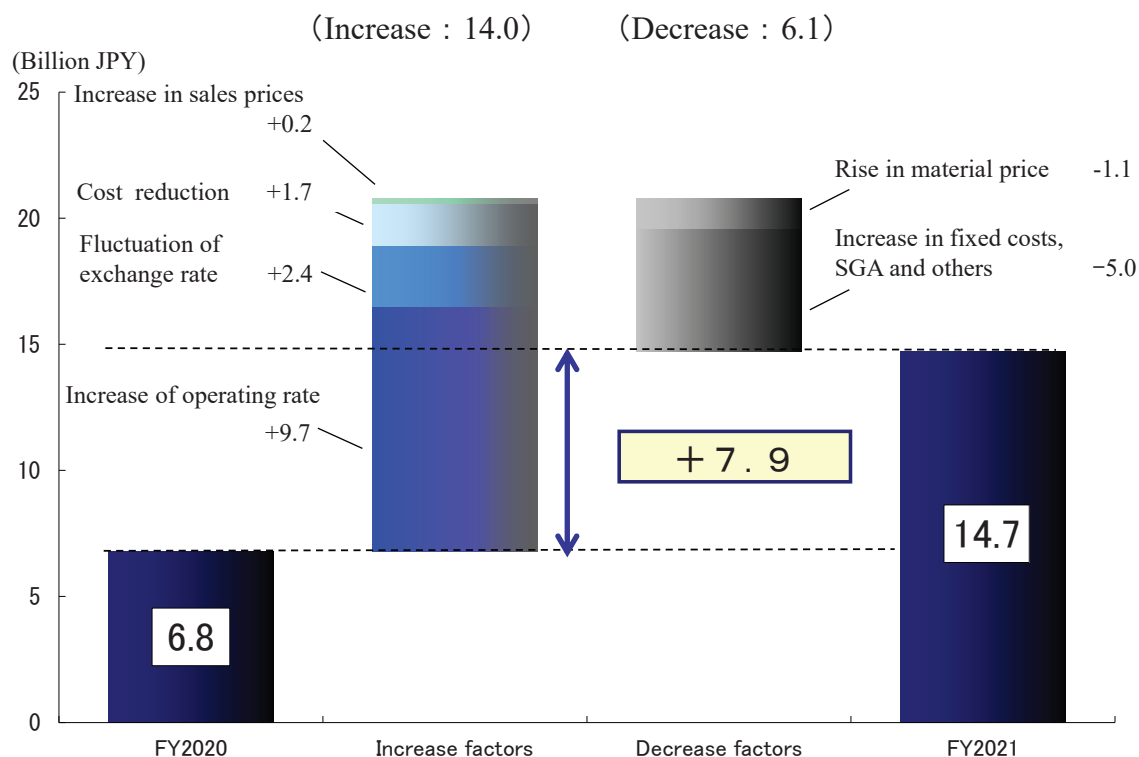 （Increase：14.0）
（Decrease：6.1）
(Billion JPY)
25
20
15
10
5
0
Increase in sales prices
+0.2
Cost reduction +1.7
Fluctuation of
exchange rate +2.4
Increase of operating rate
+9.7
Rise in material price -1.1
Increase in fixed costs,
SGA and others −5.0
＋７．９
6.8
14.7
FY2020
Increase factors
Decrease factors
FY2021